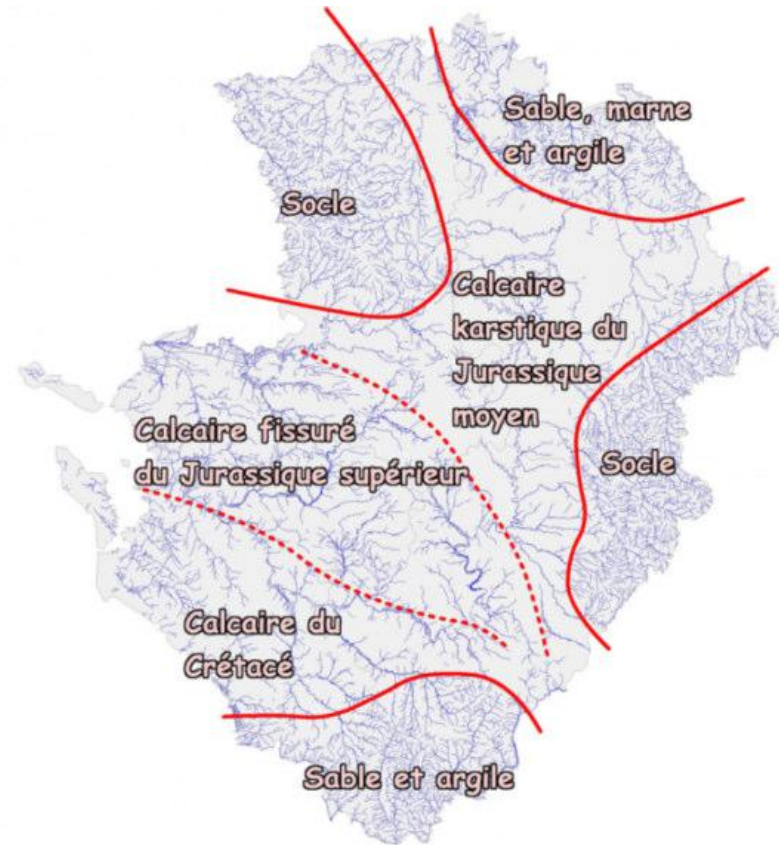 Sable, marne
et argile
Socle
Calcaire
karstique du
Jurassique
moyen
Calcaire fissuré
du Jurassique supérieur
Socle
Calcaire du
Crétacé
Sable et argile